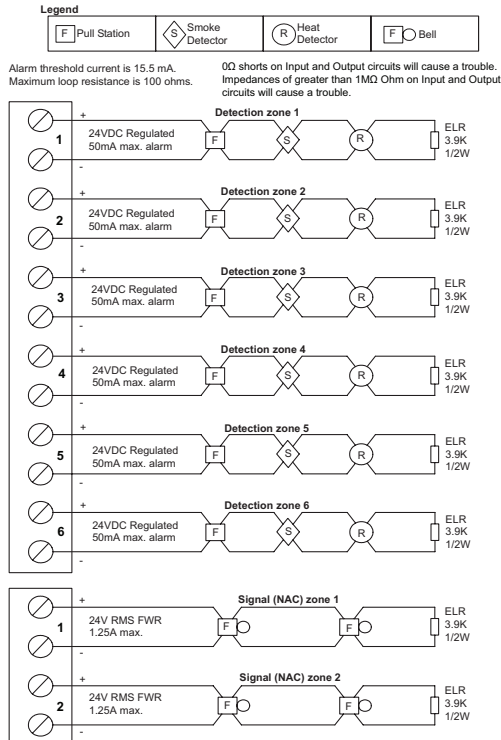 Legend
F Pull Station
S Smoke Detector
R Heat Detector
F Bell
Alarm threshold current is 15.5 mA.
Maximum loop resistance is 100 ohms.
0Ω shorts on Input and Output circuits will cause a trouble.
Impedances of greater than 1MΩ Ohm on Input and Output
circuits will cause a trouble.
Detection zone 1
+
1
24VDC Regulated
50mA max. alarm
-
F S R
ELR
3.9K
1/2W
Detection zone 2
+
2
24VDC Regulated
50mA max. alarm
-
F S R
ELR
3.9K
1/2W
Detection zone 3
+
3
24VDC Regulated
50mA max. alarm
-
F S R
ELR
3.9K
1/2W
Detection zone 4
+
4
24VDC Regulated
50mA max. alarm
-
F S R
ELR
3.9K
1/2W
Detection zone 5
+
5
24VDC Regulated
50mA max. alarm
-
F S R
ELR
3.9K
1/2W
Detection zone 6
+
6
24VDC Regulated
50mA max. alarm
-
F S R
ELR
3.9K
1/2W
Signal (NAC) zone 1
+
1
24V RMS FWR
1.25A max.
-
F F
ELR
3.9K
1/2W
Signal (NAC) zone 2
+
2
24V RMS FWR
1.25A max.
-
F F
ELR
3.9K
1/2W